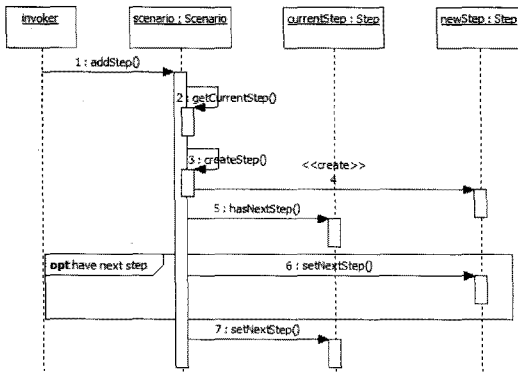 invoker
scenario : Scenario
currentStep : Step
newStep : Step
1 : addStep()
2 : getCurrentStep()
3 : createStep()
<<create>>
4
5 : hasNextStep()
opt have next step
6 : setNextStep()
7 : setNextStep()